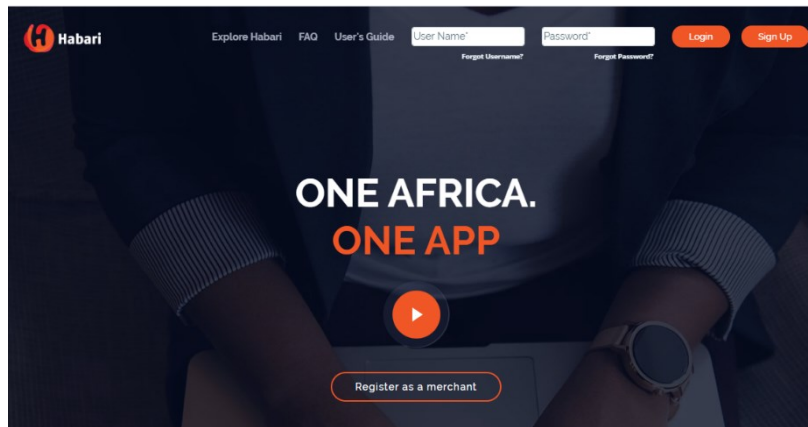 Habari
Explore Habari FAQ User's Guide User Name* Password* Login Sign Up
Forgot Username? Forgot Password?
ONE AFRICA.
ONE APP
Register as a merchant